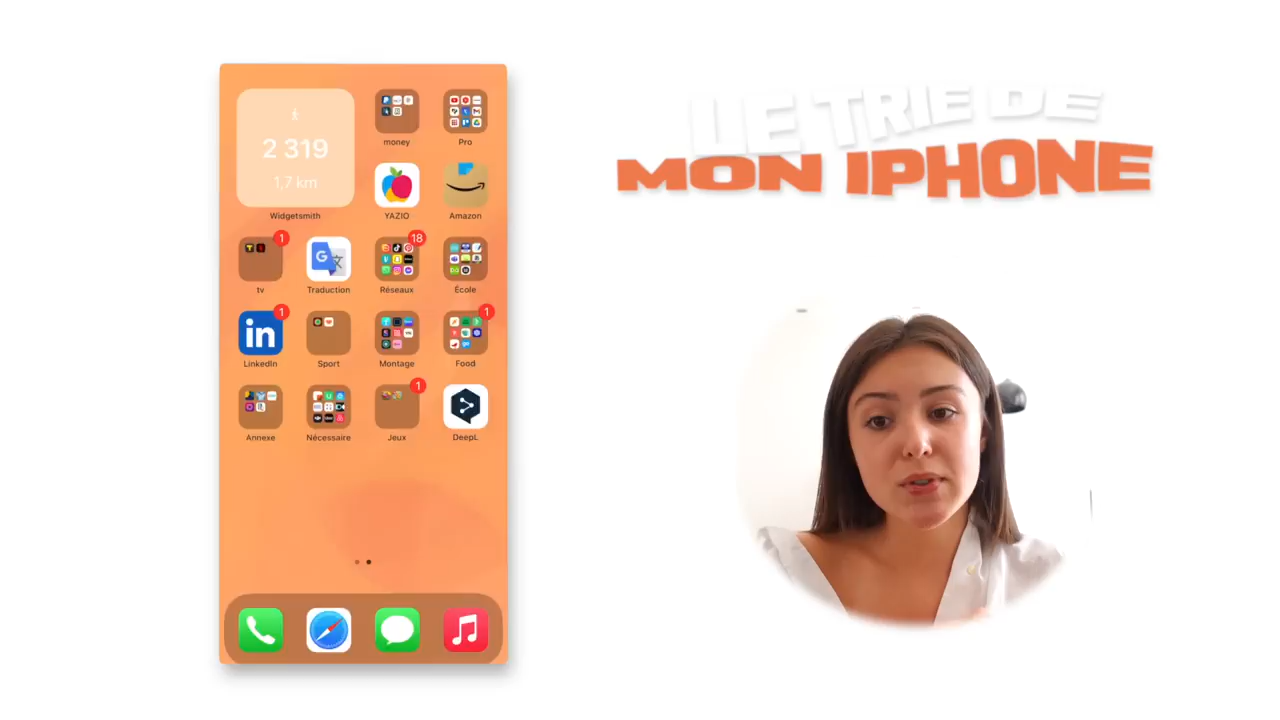 LE TRIE DE
MON IPHONE
2 319
1,7 km
Widgetsmith
money
Pro
YAZIO
Amazon
1
18
tv
Traduction
Réseaux
École
1
1
in
LinkedIn
Sport
Montage
Food
1
Annexe
Nécessaire
Jeux
DeepL